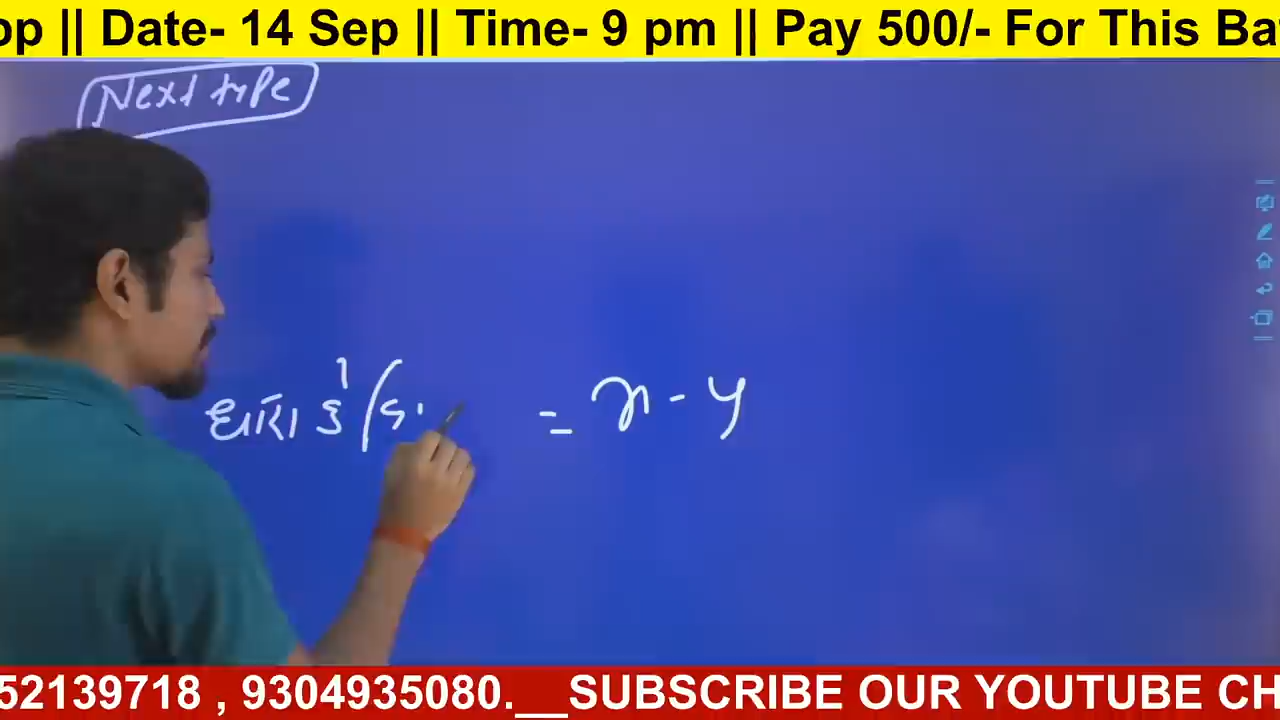 op || Date- 14 Sep || Time- 9 pm || Pay 500/- For This Ba
Next type
धारा के = x - y
52139718 , 9304935080.__SUBSCRIBE OUR YOUTUBE CH